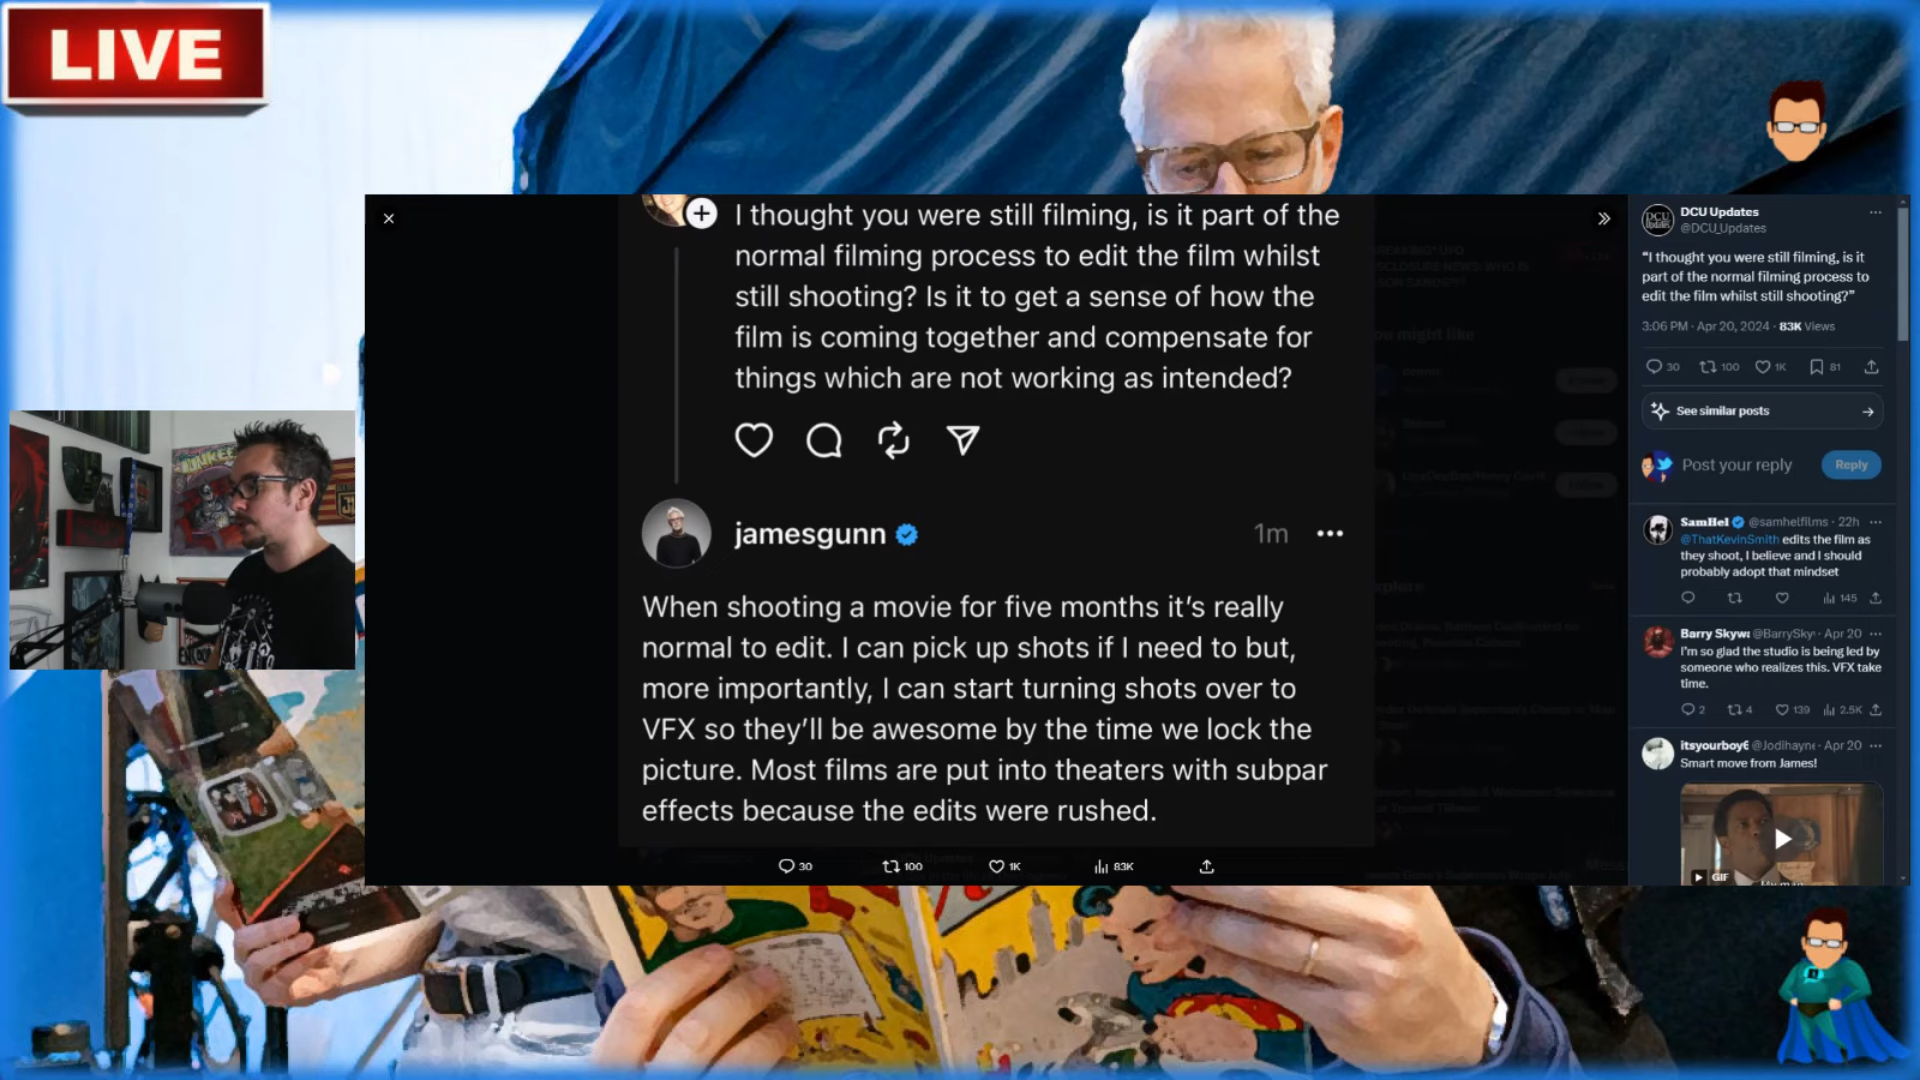 LIVE
I thought you were still filming, is it part of the
normal filming process to edit the film whilst
still shooting? Is it to get a sense of how the
film is coming together and compensate for
things which are not working as intended?
jamesgunn
1m
When shooting a movie for five months it’s really
normal to edit. I can pick up shots if I need to but,
more importantly, I can start turning shots over to
VFX so they’ll be awesome by the time we lock the
picture. Most films are put into theaters with subpar
effects because the edits were rushed.
30 100 1K 83K
DCU Updates
@DCU_Updates
“I thought you were still filming, is it
part of the normal filming process to
edit the film whilst still shooting?”
3:06 PM · Apr 20, 2024 · 83K Views
30 100 1K 81
See similar posts
Post your reply Reply
SamHel @samhelfilms · 22h
@ThatKevinSmith edits the film as
they shoot, I believe and I should
probably adopt that mindset
145
Barry Skyw @BarrySky · Apr 20
I’m so glad the studio is being led by
someone who realizes this. VFX take
time.
2 4 139 2.5K
itsyourboy @Jodihayn · Apr 20
Smart move from James!
GIF